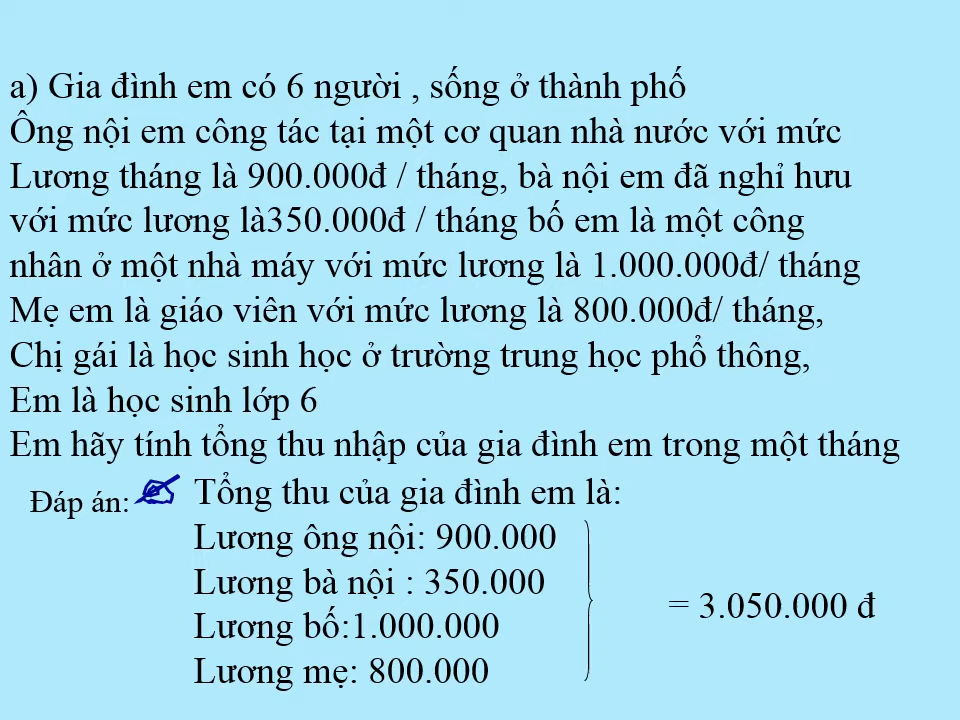 a) Gia đình em có 6 người , sống ở thành phố
Ông nội em công tác tại một cơ quan nhà nước với mức
Lương tháng là 900.000đ / tháng, bà nội em đã nghỉ hưu
với mức lương là350.000đ / tháng bố em là một công
nhân ở một nhà máy với mức lương là 1.000.000đ/ tháng
Mẹ em là giáo viên với mức lương là 800.000đ/ tháng,
Chị gái là học sinh học ở trường trung học phổ thông,
Em là học sinh lớp 6
Em hãy tính tổng thu nhập của gia đình em trong một tháng
Đáp án: Tổng thu của gia đình em là:
Lương ông nội: 900.000
Lương bà nội : 350.000
= 3.050.000 đ
Lương bố:1.000.000
Lương mẹ: 800.000